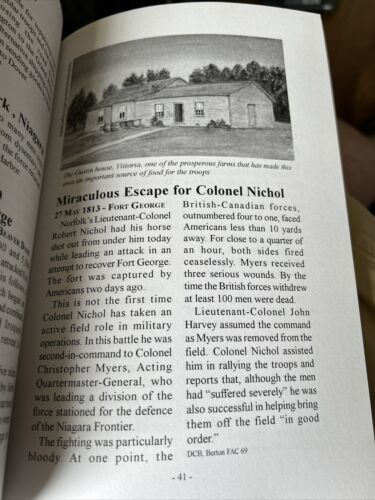 The Gustin house, Vittoria, one of the prosperous farms that has made this
area an important source of food for the troops
Miraculous Escape for Colonel Nichol
27 May 1813 - Fort George
Norfolk's Lieutenant-Colonel
Robert Nichol had his horse
shot out from under him today
while leading an attack in an
attempt to recover Fort George.
The fort was captured by
Americans two days ago.
This is not the first time
Colonel Nichol has taken an
active field role in military
operations. In this battle he was
second-in-command to Colonel
Christopher Myers, Acting
Quartermaster-General, who
was leading a division of the
force stationed for the defence
of the Niagara Frontier.
The fighting was particularly
bloody. At one point, the
British-Canadian forces,
outnumbered four to one, faced
Americans less than 10 yards
away. For close to a quarter of
an hour, both sides fired
ceaselessly. Myers received
three serious wounds. By the
time the British forces withdrew
at least 100 men were dead.
Lieutenant-Colonel John
Harvey assumed the command
as Myers was removed from the
field. Colonel Nichol assisted
him in rallying the troops and
reports that, although the men
had "suffered severely" he was
also successful in helping bring
them off the field "in good
order."
DCB, Berton FAC 69
- 41 -